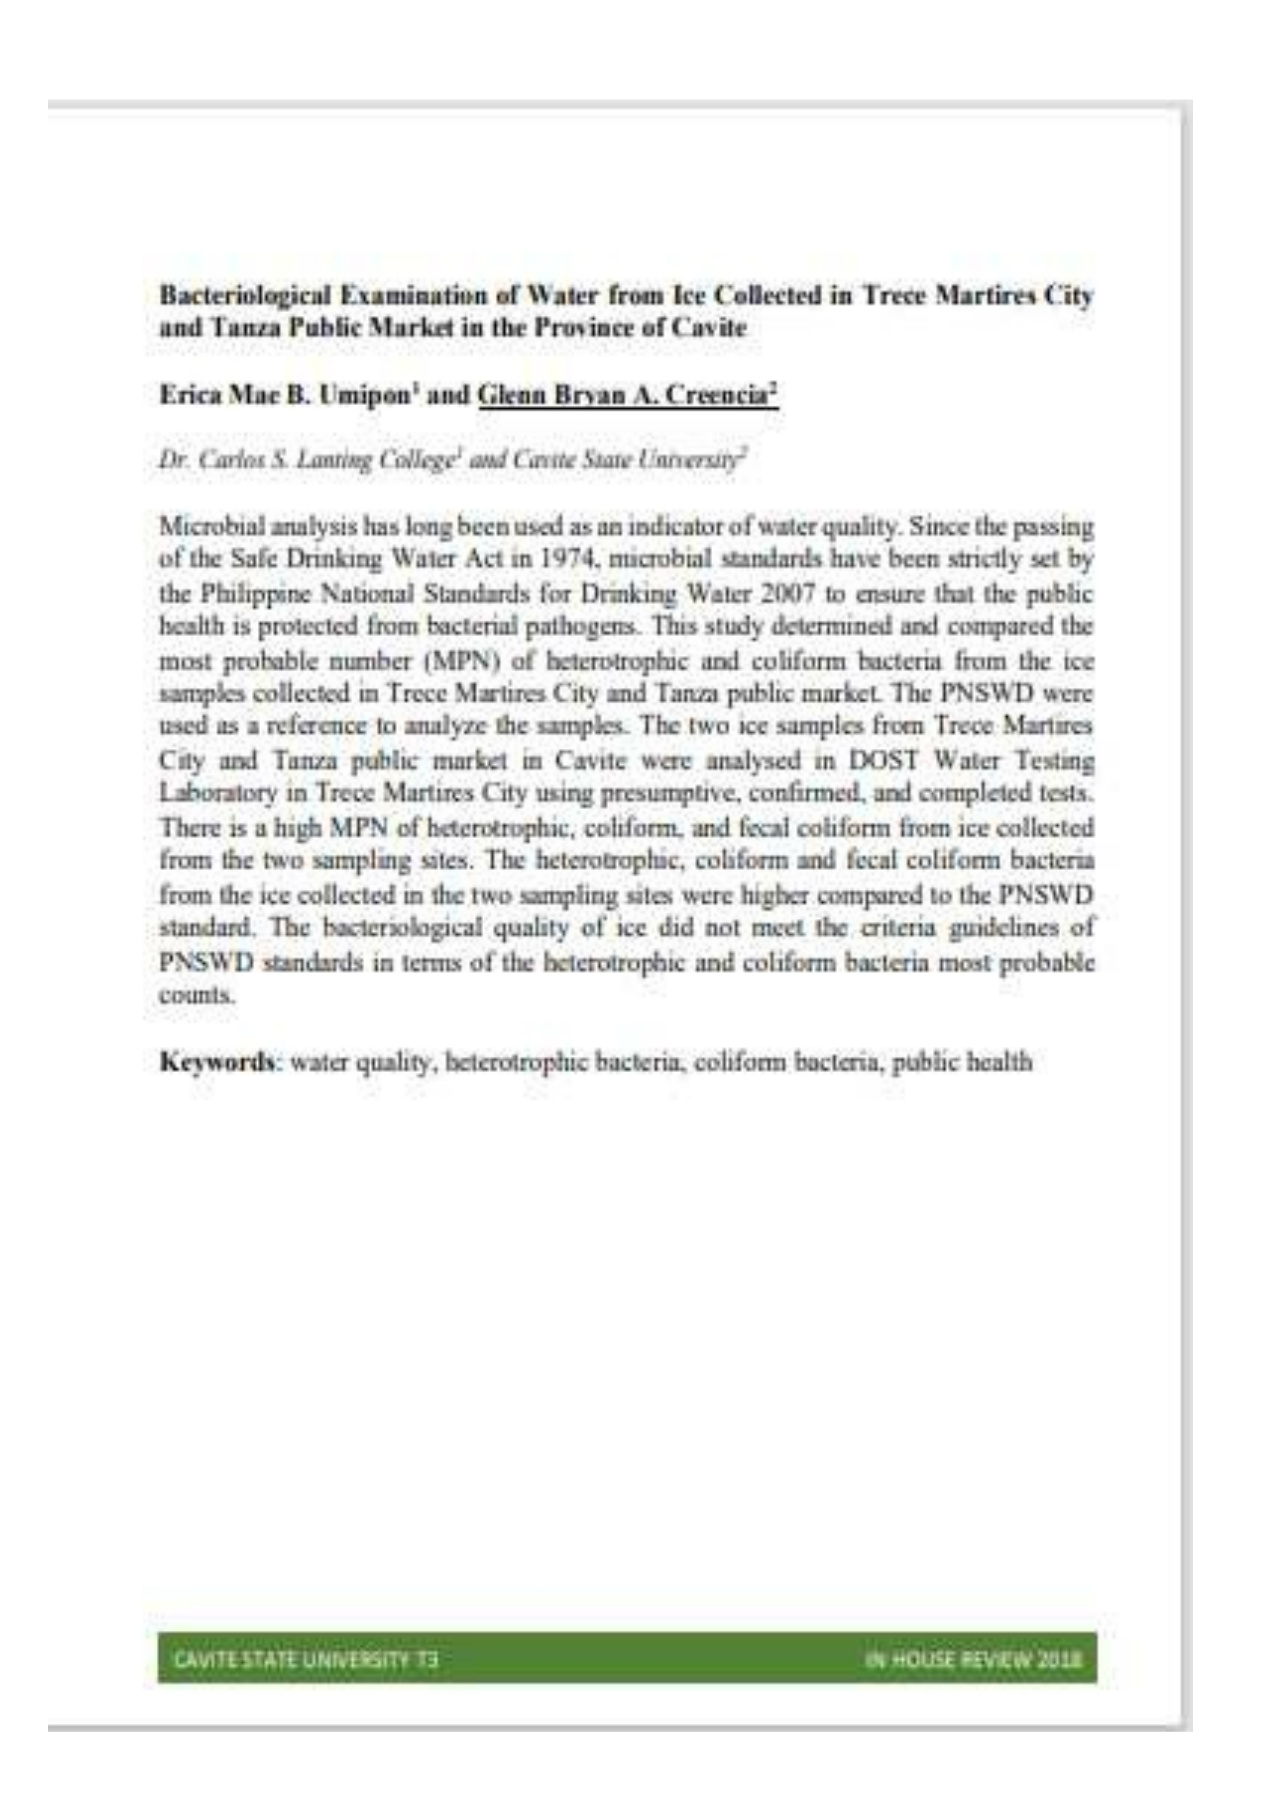 Bacteriological Examination of Water from Ice Collected in Trece Martires City
and Tanza Public Market in the Province of Cavite
Erica Mae B. Umipon¹ and Glenn Bryan A. Creencia²
Dr. Carlos S. Lanting College¹ and Cavite State University²
Microbial analysis has long been used as an indicator of water quality. Since the passing
of the Safe Drinking Water Act in 1974, microbial standards have been strictly set by
the Philippine National Standards for Drinking Water 2007 to ensure that the public
health is protected from bacterial pathogens. This study determined and compared the
most probable number (MPN) of heterotrophic and coliform bacteria from the ice
samples collected in Trece Martires City and Tanza public market. The PNSWD were
used as a reference to analyze the samples. The two ice samples from Trece Martires
City and Tanza public market in Cavite were analysed in DOST Water Testing
Laboratory in Trece Martires City using presumptive, confirmed, and completed tests.
There is a high MPN of heterotrophic, coliform, and fecal coliform from ice collected
from the two sampling sites. The heterotrophic, coliform and fecal coliform bacteria
from the ice collected in the two sampling sites were higher compared to the PNSWD
standard. The bacteriological quality of ice did not meet the criteria guidelines of
PNSWD standards in terms of the heterotrophic and coliform bacteria most probable
counts.
Keywords: water quality, heterotrophic bacteria, coliform bacteria, public health
CAVITE STATE UNIVERSITY T3 IN HOUSE REVIEW 2018